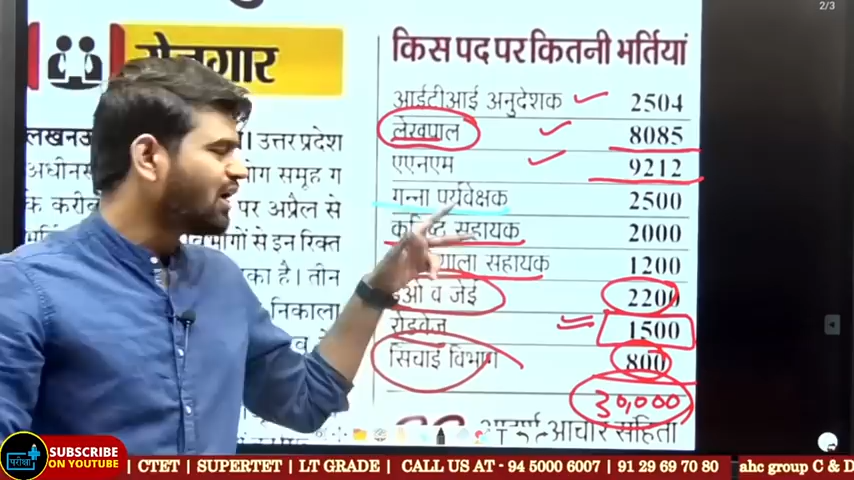 2/3
रोजगार
किस पद पर कितनी भर्तियां
आईटीआई अनुदेशक 2504
लेखपाल 8085
एएनएम 9212
गन्ना पर्यवेक्षक 2500
कनिष्ठ सहायक 2000
सहायक 1200
व जेई 2200
रोडवेज 1500
सिंचाई विभाग 800
30,000
आचार संहिता
लखनऊ
। उत्तर प्रदेश
अधीनस
योग समूह ग
के करीब
पर अप्रैल से
विभागों से इन रिक्त
का है। तीन
निकाला
परीक्षा
SUBSCRIBE
ON YOUTUBE
| CTET | SUPERTET | LT GRADE | CALL US AT - 94 5000 6007 | 91 29 69 70 80
ahc group C & D